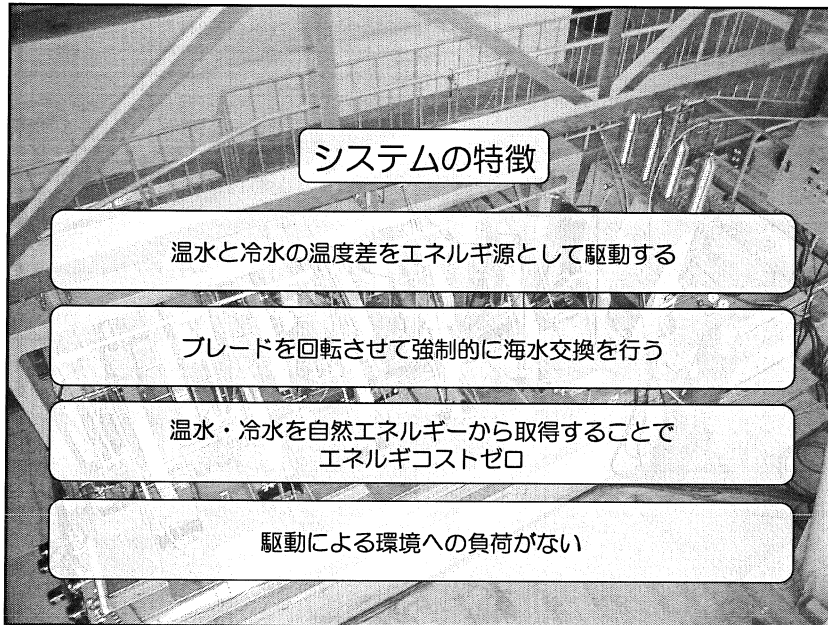 システムの特徴
温水と冷水の温度差をエネルギ源として駆動する
ブレードを回転させて強制的に海水交換を行う
温水・冷水を自然エネルギーから取得することで
エネルギコストゼロ
駆動による環境への負荷がない